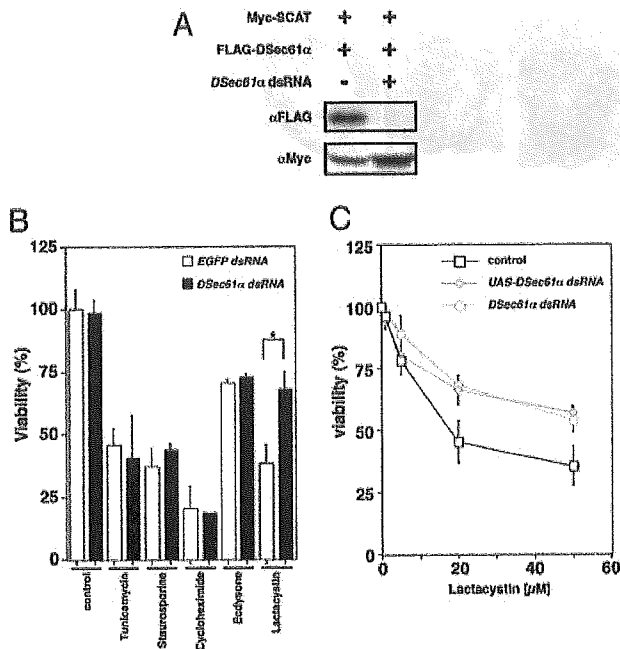 A
Myc-SCAT + +
FLAG-DSec61α + +
DSec61α dsRNA - +
αFLAG
αMyc
B
Viability (%)
125
100
75
50
25
0
EGFP dsRNA
DSec61α dsRNA
*
control
Tunicamycin
Staurosporine
Cycloheximide
Ecdysone
Lactacystin
C
viability (%)
125
100
75
50
25
0
control
UAS-DSec61α dsRNA
DSec61α dsRNA
0 20 40 60
Lactacystin [μM]